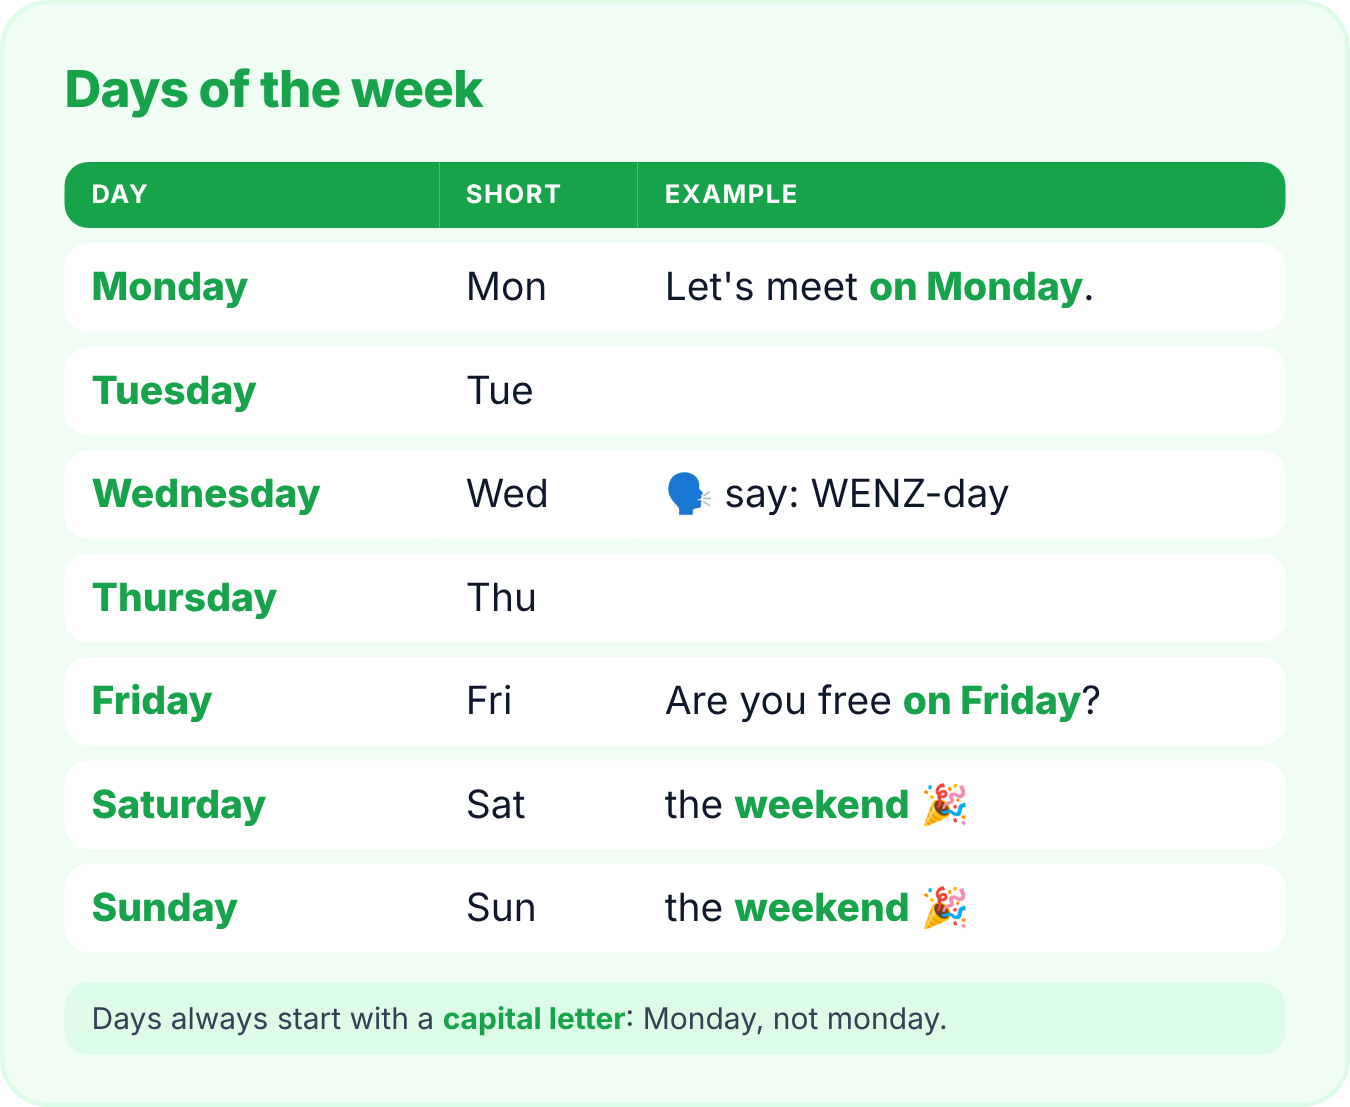 Days of the week
DAY SHORT EXAMPLE
Monday Mon Let's meet on Monday.
Tuesday Tue
Wednesday Wed 🗣️ say: WENZ-day
Thursday Thu
Friday Fri Are you free on Friday?
Saturday Sat the weekend 🎉
Sunday Sun the weekend 🎉
Days always start with a capital letter: Monday, not monday.